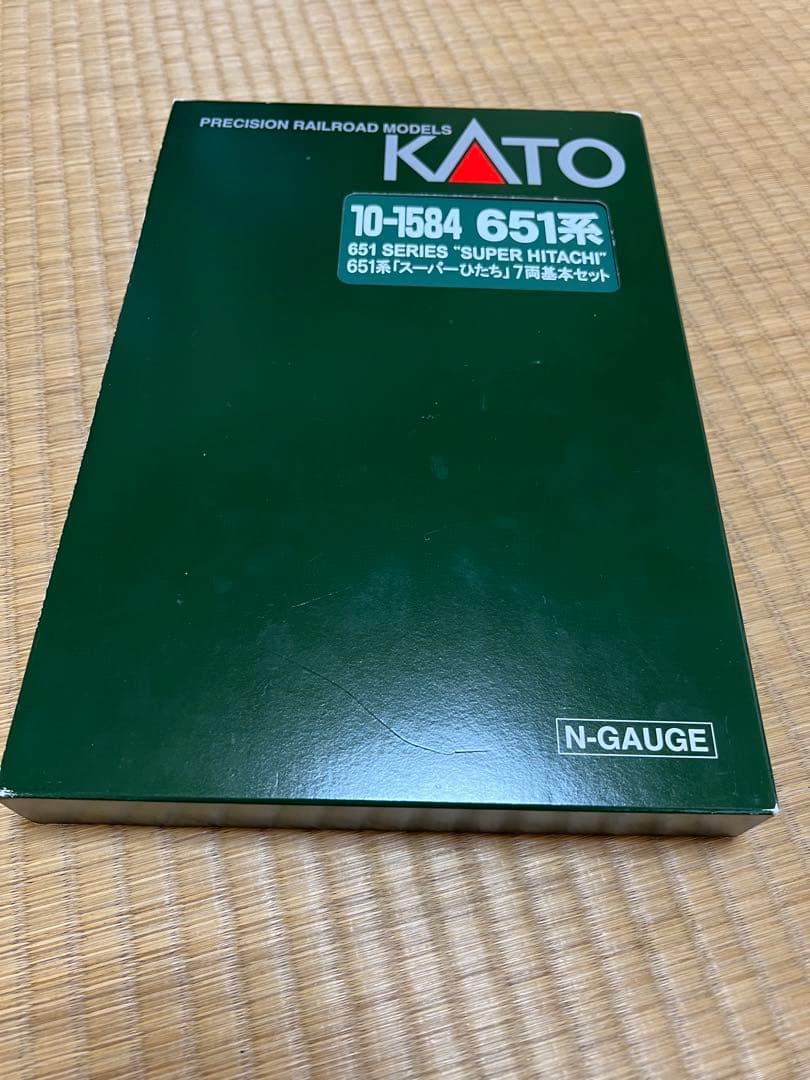 PRECISION RAILROAD MODELS
KATO
10-1584 651系
651 SERIES "SUPER HITACHI"
651系「スーパーひたち」7両基本セット
N-GAUGE